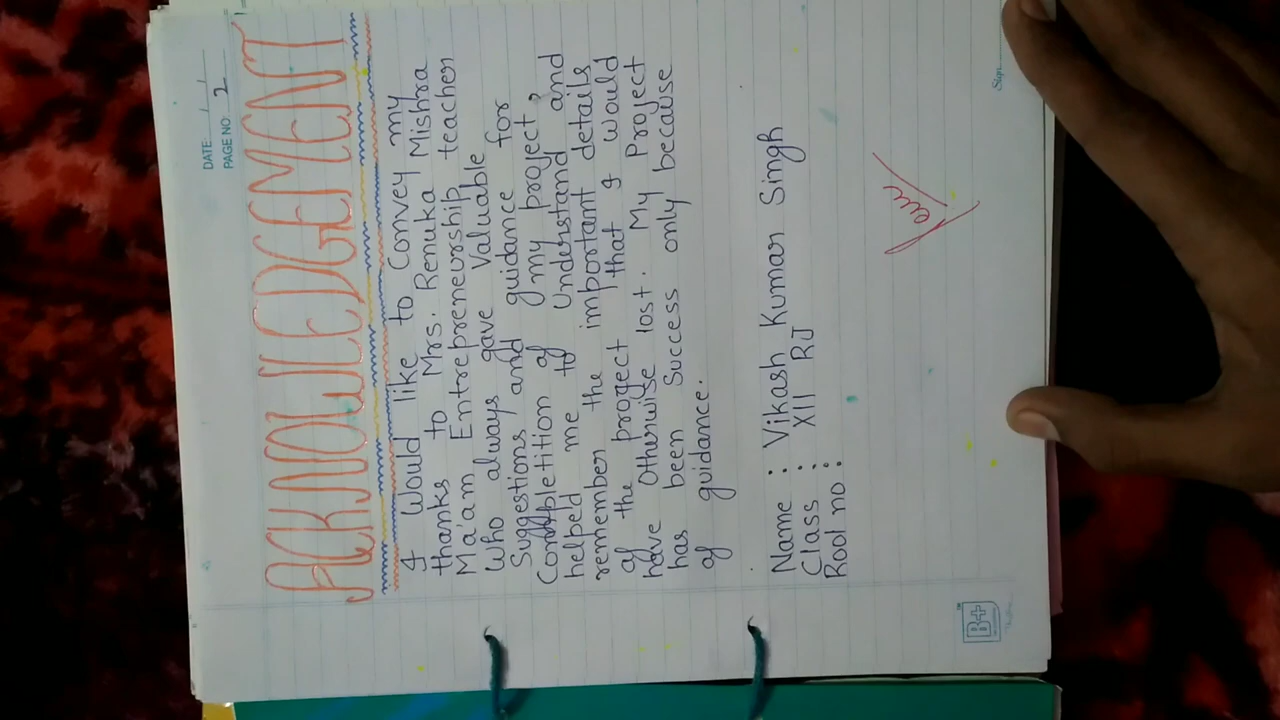 DATE / /
PAGE NO. 2
ACKNOWLEDGEMENT
I Would like to Convey my
thanks to Mrs. Renuka Mishra
Ma'am Entrepreneurship teacher
Who always gave Valuable
Suggestions and guidance for
Completition of my project,
helped me to Understand and
remember the important details
of the project that I would
have Otherwise lost. My Project
has been Success only because
of guidance.
Name : Vikash Kumar Singh
Class : XII RJ
Rool no :
Sign.
B+